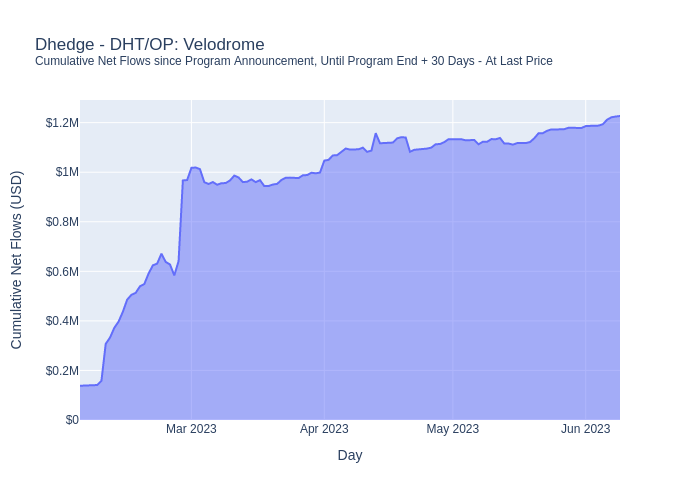 Dhedge - DHT/OP: Velodrome
Cumulative Net Flows since Program Announcement, Until Program End + 30 Days - At Last Price
Cumulative Net Flows (USD)
$1.2M
$1M
$0.8M
$0.6M
$0.4M
$0.2M
$0
Mar 2023
Apr 2023
May 2023
Jun 2023
Day